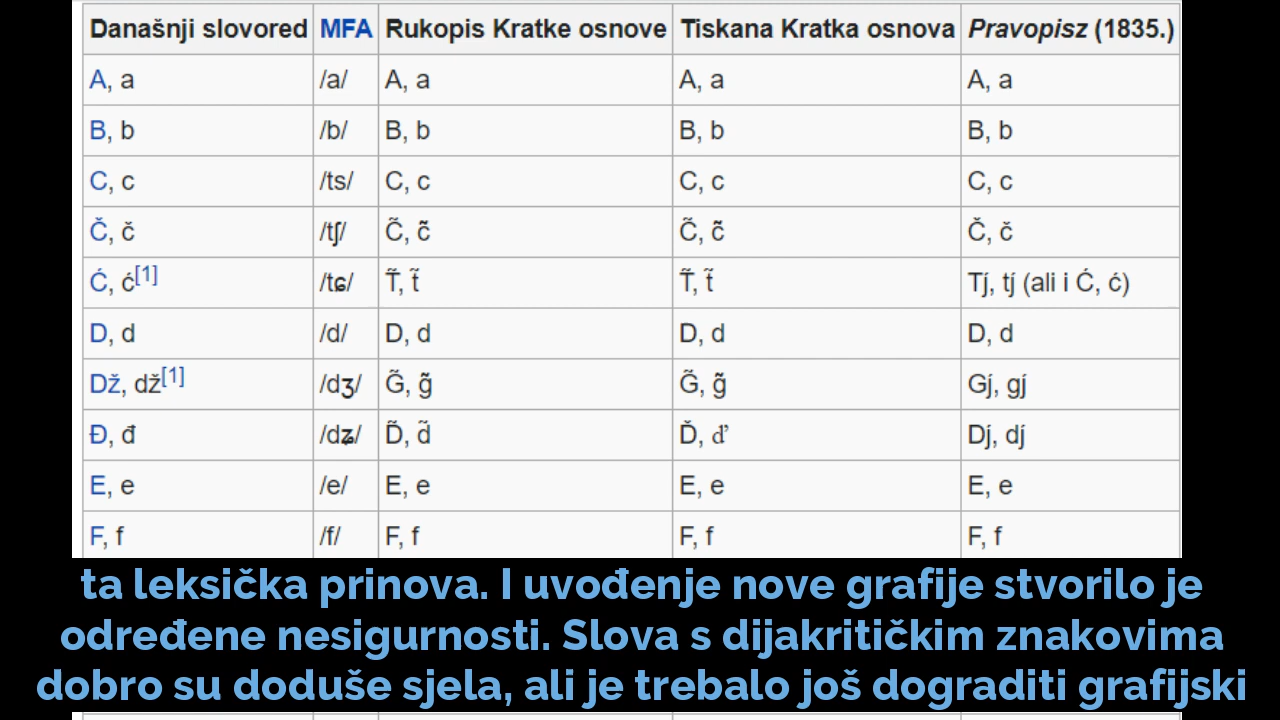 Današnji slovored MFA Rukopis Kratke osnove Tiskana Kratka osnova Pravopisz (1835.)
A, a /a/ A, a A, a A, a
B, b /b/ B, b B, b B, b
C, c /ts/ C, c C, c C, c
Č, č /tʃ/ C̃, c̃ C̃, c̃ Č, č
Ć, ć[1] /tɕ/ T̃, t̃ T̃, t̃ Tj́, tj́ (ali i Ć, ć)
D, d /d/ D, d D, d D, d
Dž, dž[1] /dʒ/ G̃, g̃ G̃, g̃ Gj́, gj́
Đ, đ /dʑ/ D̃, d̃ Ď, ď Dj́, dj́
E, e /e/ E, e E, e E, e
F, f /f/ F, f F, f F, f
ta leksička prinova. I uvođenje nove grafije stvorilo je
određene nesigurnosti. Slova s dijakritičkim znakovima
dobro su doduše sjela, ali je trebalo još dograditi grafijski